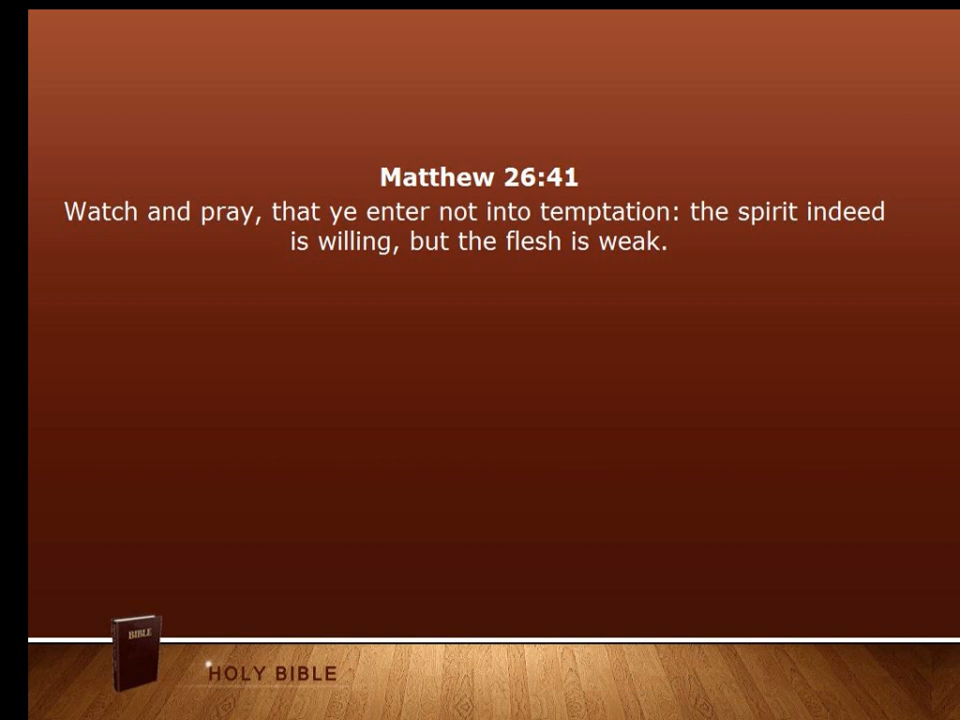 Matthew 26:41
Watch and pray, that ye enter not into temptation: the spirit indeed
is willing, but the flesh is weak.
BIBLE
HOLY BIBLE